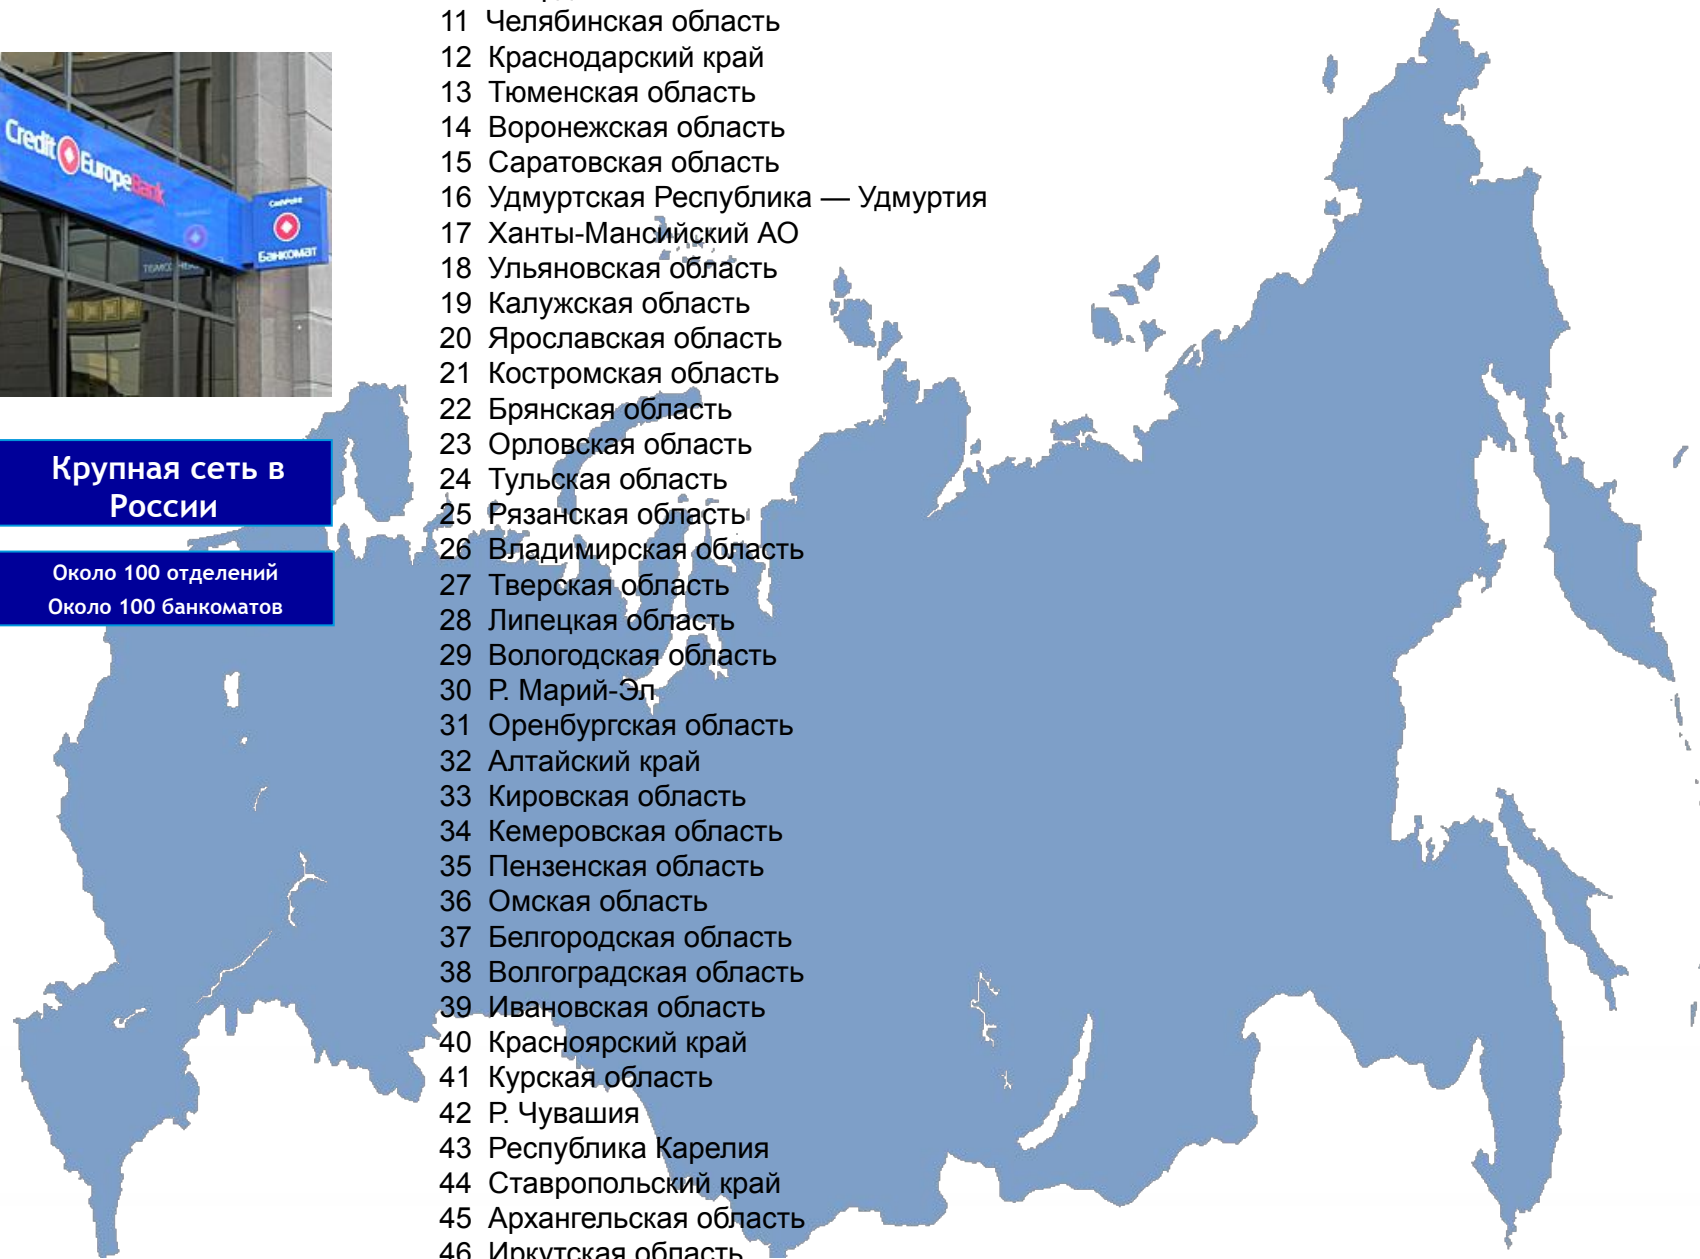 Credit Europe Bank
CashPoint
Банкомат
Крупная сеть в
России
Около 100 отделений
Около 100 банкоматов
11 Челябинская область
12 Краснодарский край
13 Тюменская область
14 Воронежская область
15 Саратовская область
16 Удмуртская Республика — Удмуртия
17 Ханты-Мансийский АО
18 Ульяновская область
19 Калужская область
20 Ярославская область
21 Костромская область
22 Брянская область
23 Орловская область
24 Тульская область
25 Рязанская область
26 Владимирская область
27 Тверская область
28 Липецкая область
29 Вологодская область
30 Р. Марий-Эл
31 Оренбургская область
32 Алтайский край
33 Кировская область
34 Кемеровская область
35 Пензенская область
36 Омская область
37 Белгородская область
38 Волгоградская область
39 Ивановская область
40 Красноярский край
41 Курская область
42 Р. Чувашия
43 Республика Карелия
44 Ставропольский край
45 Архангельская область
46 Иркутская область